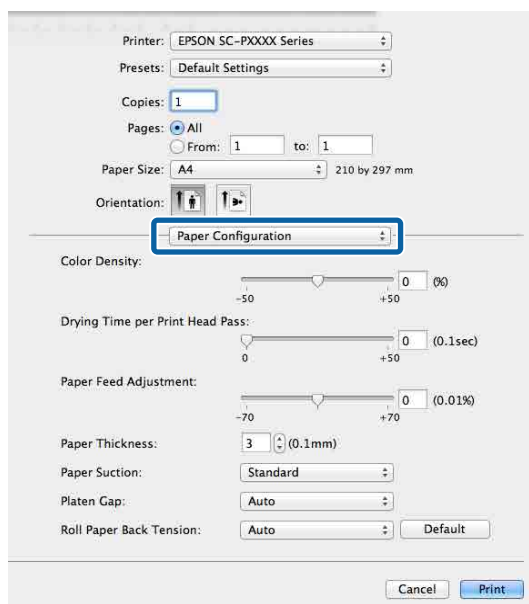 Printer: EPSON SC-PXXXX Series
Presets: Default Settings
Copies: 1
Pages: All
From: 1 to: 1
Paper Size: A4 210 by 297 mm
Orientation:
Paper Configuration
Color Density:
0 (%)
-50 +50
Drying Time per Print Head Pass:
0 (0.1sec)
0 +50
Paper Feed Adjustment:
0 (0.01%)
-70 +70
Paper Thickness: 3 (0.1mm)
Paper Suction: Standard
Platen Gap: Auto
Roll Paper Back Tension: Auto Default
Cancel Print